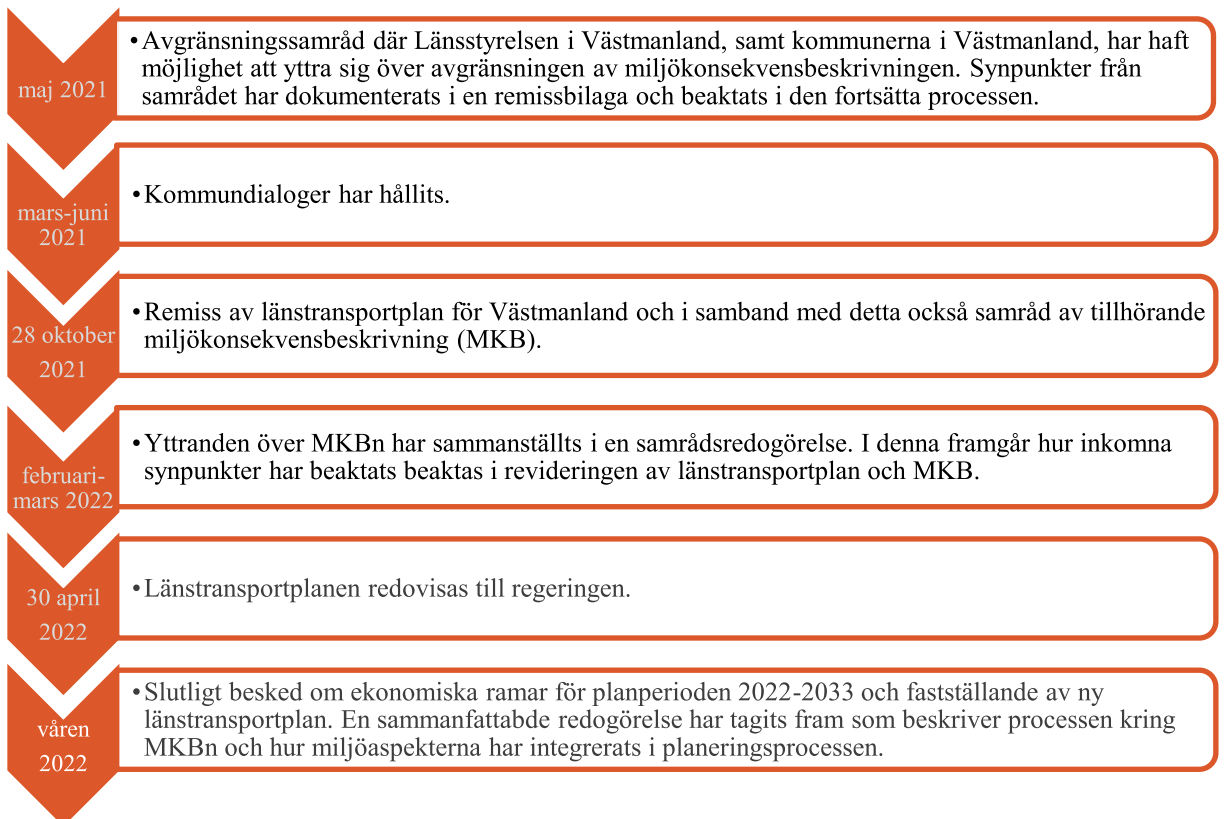 maj 2021
•Avgränsningssamråd där Länsstyrelsen i Västmanland, samt kommunerna i Västmanland, har haft
möjlighet att yttra sig över avgränsningen av miljökonsekvensbeskrivningen. Synpunkter från
samrådet har dokumenterats i en remissbilaga och beaktats i den fortsätta processen.
mars-juni
2021
•Kommundialoger har hållits.
28 oktober
2021
•Remiss av länstransportplan för Västmanland och i samband med detta också samråd av tillhörande
miljökonsekvensbeskrivning (MKB).
februari-
mars 2022
•Yttranden över MKBn har sammanställts i en samrådsredogörelse. I denna framgår hur inkomna
synpunkter har beaktats beaktas i revideringen av länstransportplan och MKB.
30 april
2022
•Länstransportplanen redovisas till regeringen.
våren
2022
•Slutligt besked om ekonomiska ramar för planperioden 2022-2033 och fastställande av ny
länstransportplan. En sammanfattabde redogörelse har tagits fram som beskriver processen kring
MKBn och hur miljöaspekterna har integrerats i planeringsprocessen.